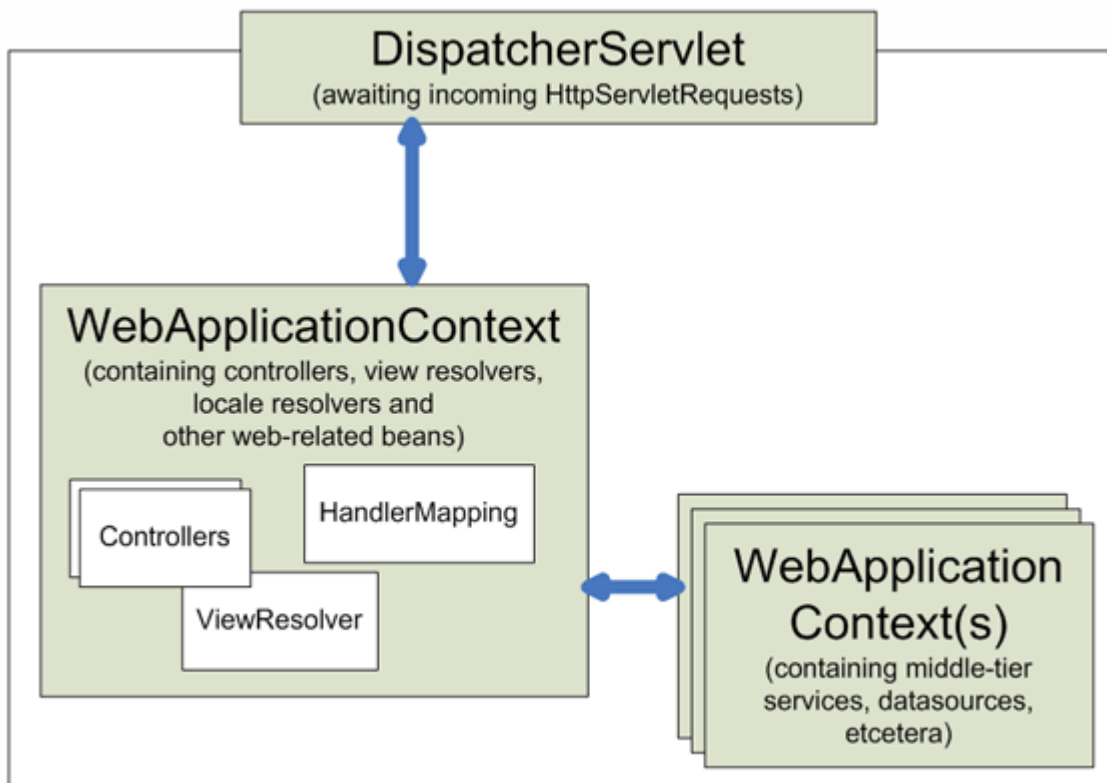 DispatcherServlet
(awaiting incoming HttpServletRequests)
WebApplicationContext
(containing controllers, view resolvers,
locale resolvers and
other web-related beans)
Controllers
HandlerMapping
ViewResolver
WebApplication
Context(s)
(containing middle-tier
services, datasources,
etcetera)